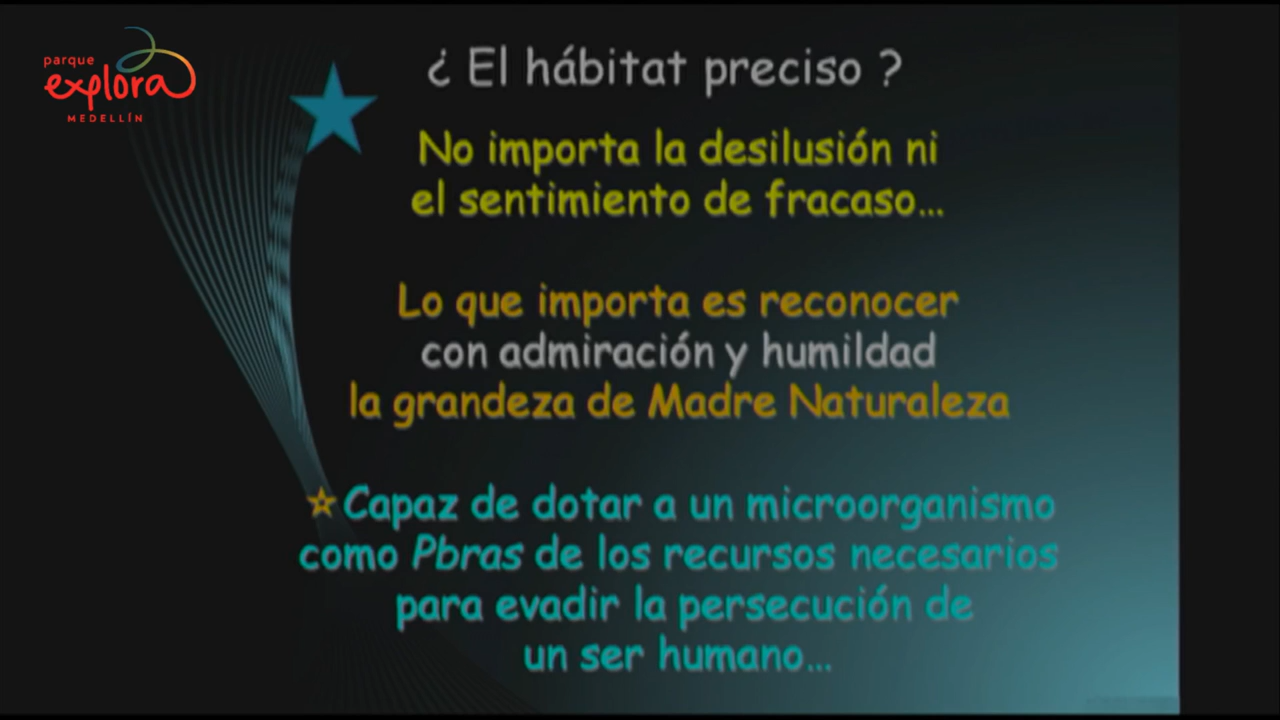 parque
explora
MEDELLÍN
¿ El hábitat preciso ?
No importa la desilusión ni
el sentimiento de fracaso...
Lo que importa es reconocer
con admiración y humildad
la grandeza de Madre Naturaleza
Capaz de dotar a un microorganismo
como Pbras de los recursos necesarios
para evadir la persecución de
un ser humano...